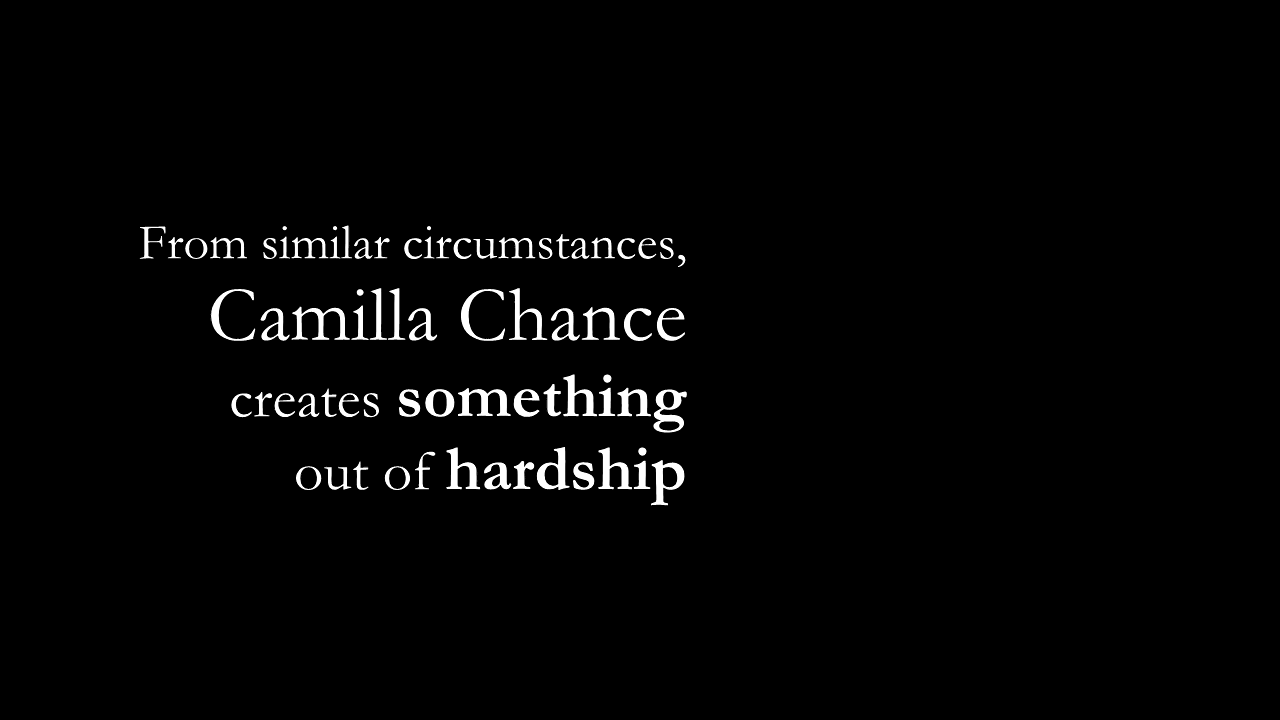 From similar circumstances,
Camilla Chance
creates something
out of hardship